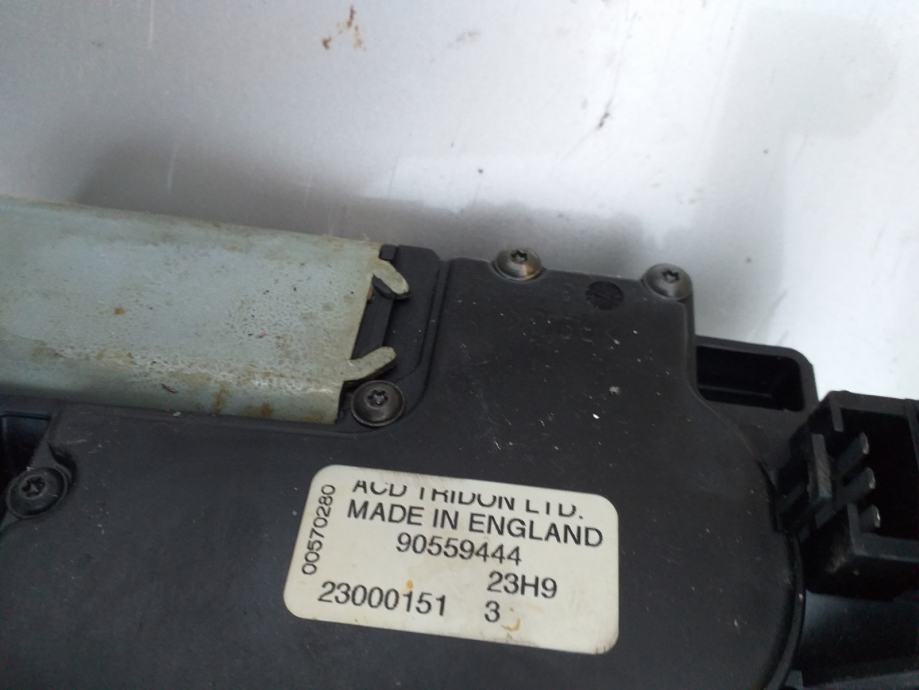 ACD TRIDON LTD.
MADE IN ENGLAND
90559444
23H9
23000151 3
00570280